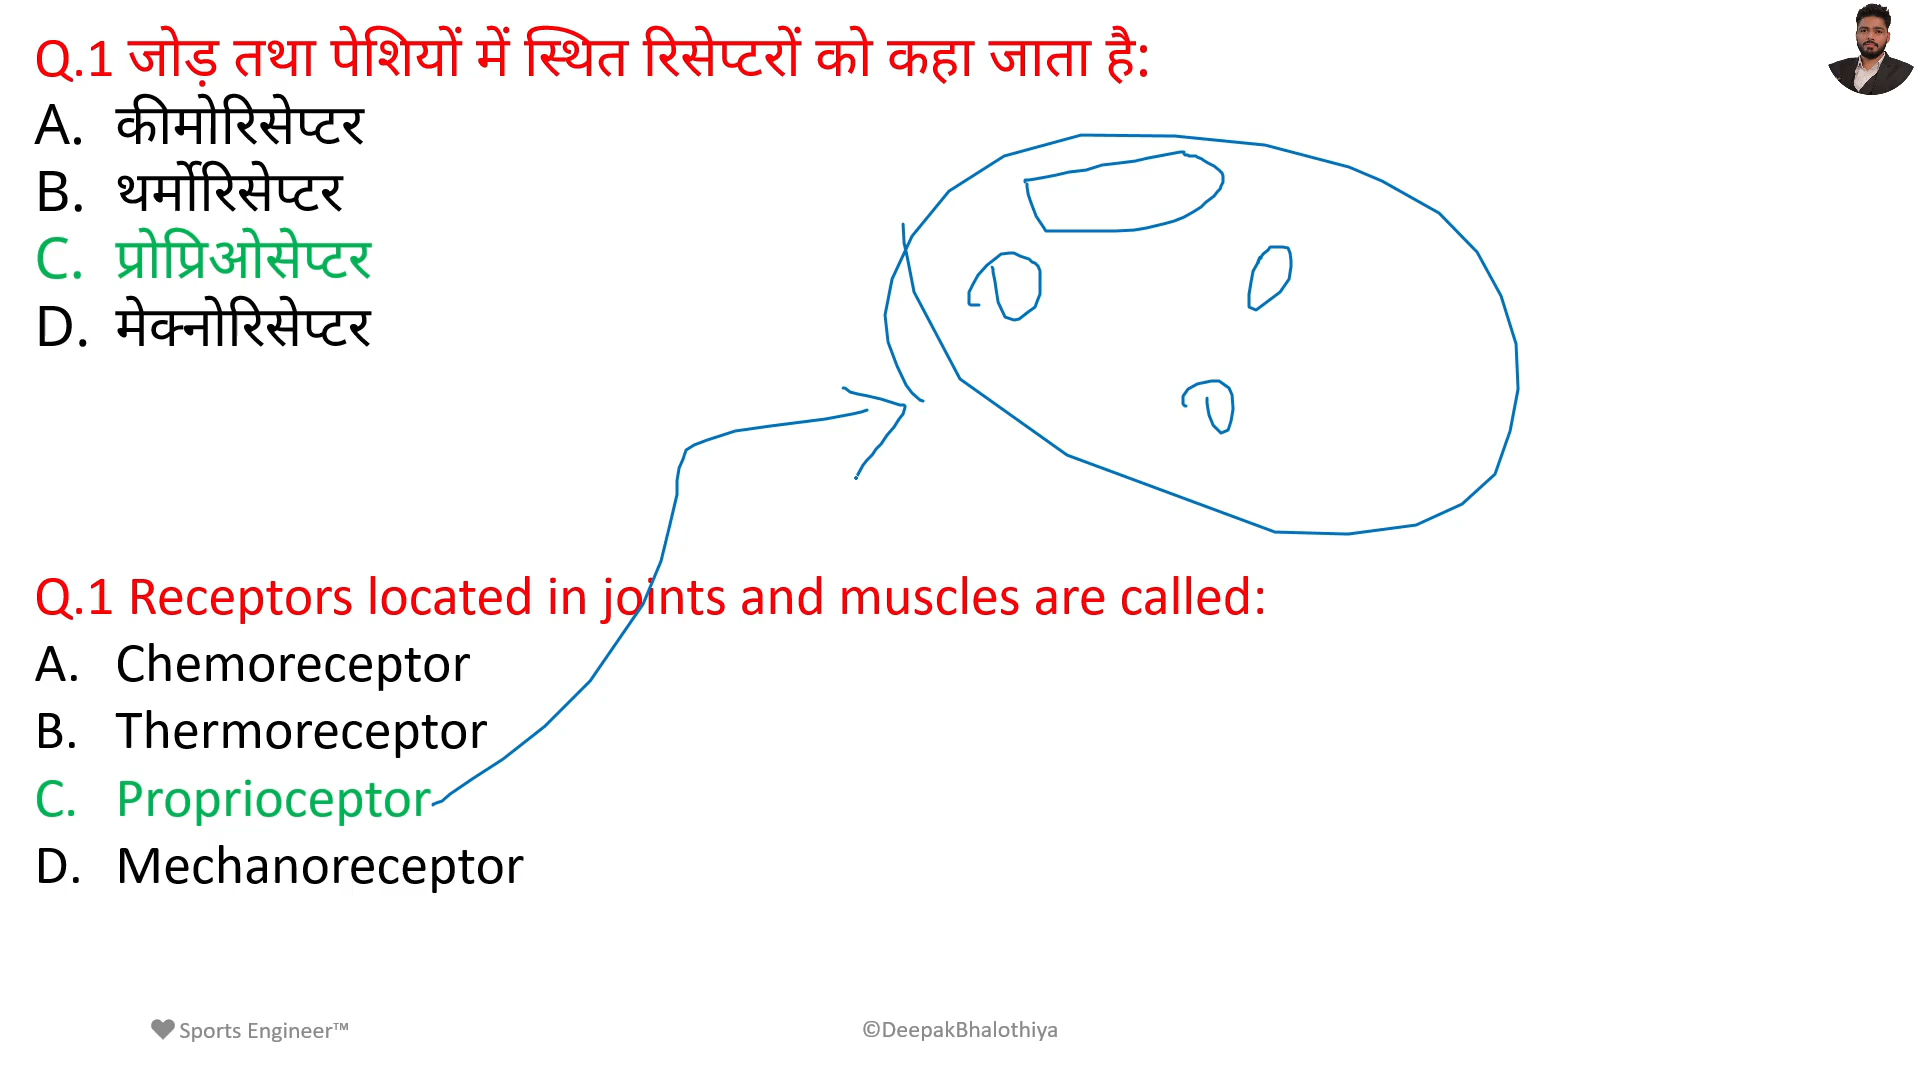 Q.1 जोड़ तथा पेशियों में स्थित रिसेप्टरों को कहा जाता है:
A. कीमोरिसेप्टर
B. थर्मोरिसेप्टर
C. प्रोप्रिओसेप्टर
D. मेक्नोरिसेप्टर
Q.1 Receptors located in joints and muscles are called:
A. Chemoreceptor
B. Thermoreceptor
C. Proprioceptor
D. Mechanoreceptor
Sports Engineer™
©DeepakBhalothiya